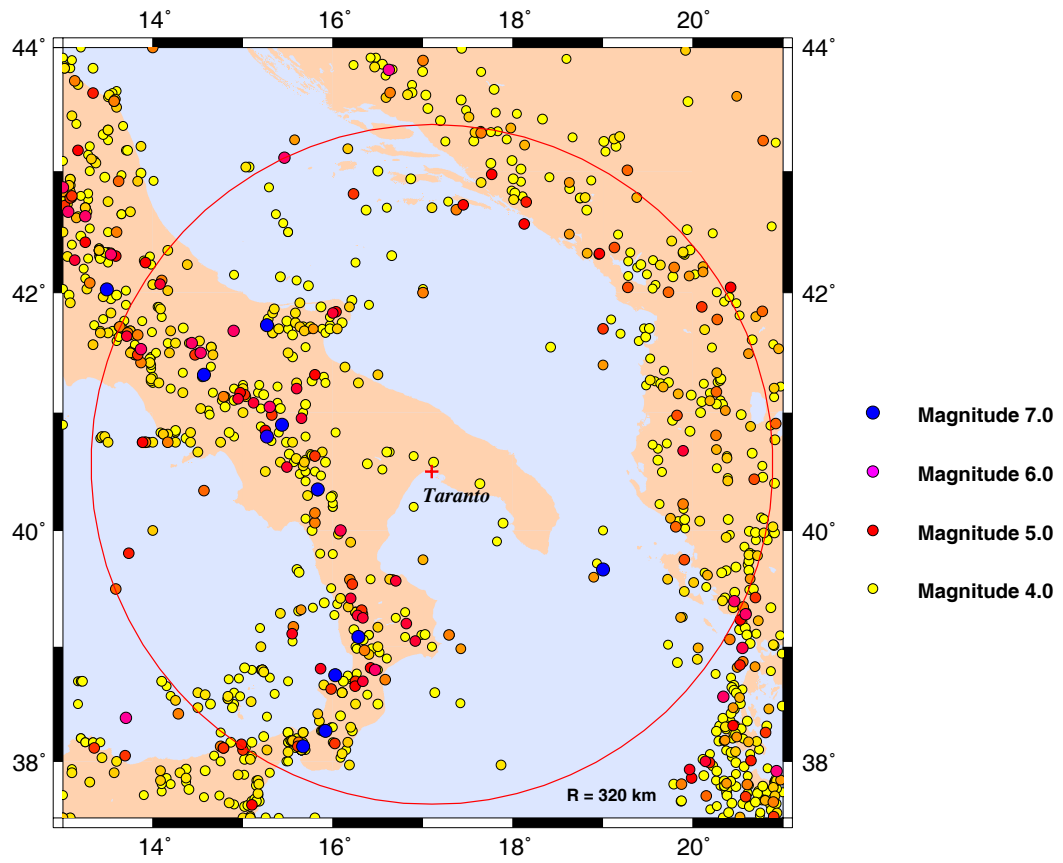 14˚ 16˚ 18˚ 20˚
44˚ 44˚
42˚ 42˚
Magnitude 7.0
Magnitude 6.0
Taranto
Magnitude 5.0
40˚ 40˚
Magnitude 4.0
38˚ 38˚
R = 320 km
14˚ 16˚ 18˚ 20˚